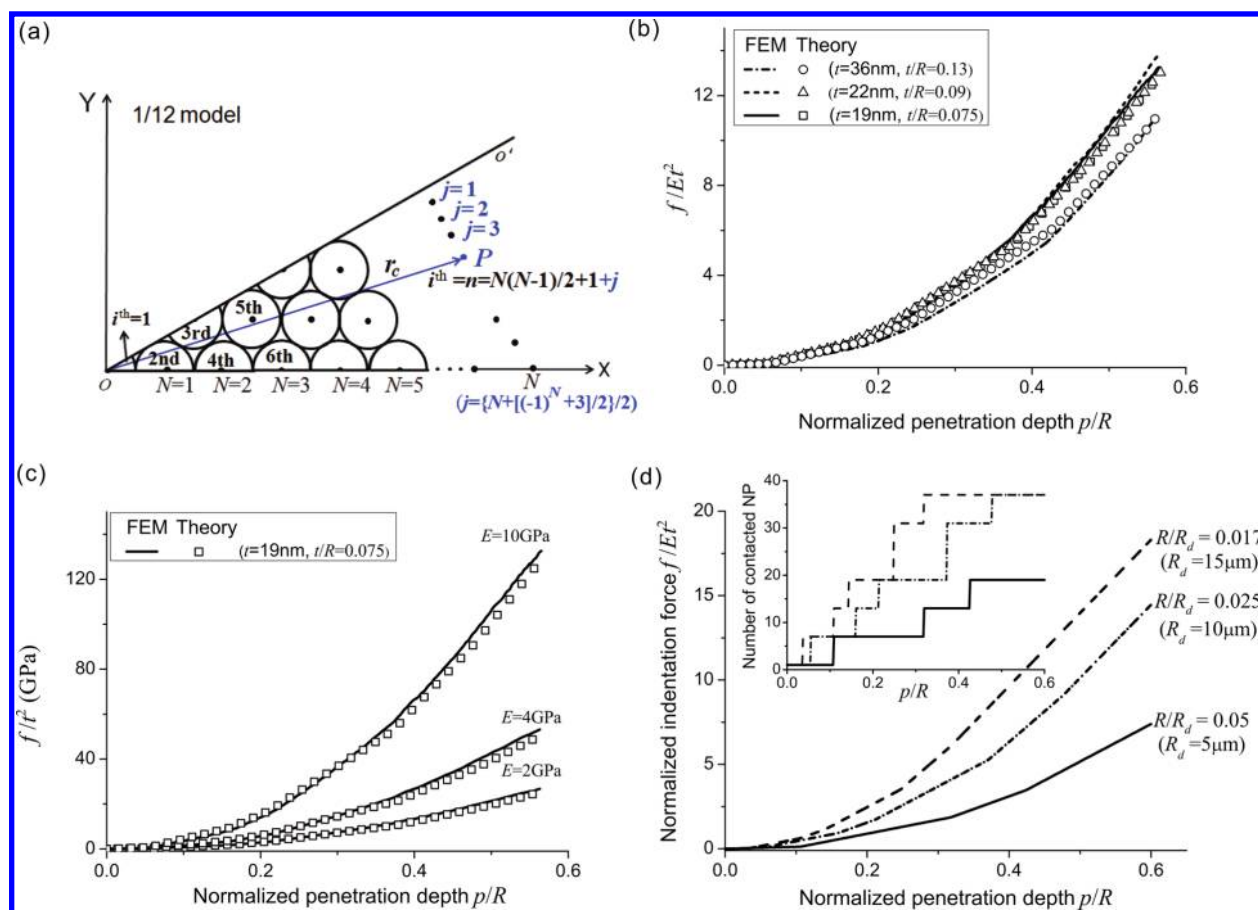 (a)
Y
1/12 model
o'
j=1
j=2
j=3
P
r_c
i^th =n=N(N-1)/2+1+j
i^th=1
5th
3rd
2nd 4th 6th
O N=1 N=2 N=3 N=4 N=5 N X
(j={N+[(-1)^N+3]/2}/2)
(b)
FEM Theory
(t=36nm, t/R=0.13)
(t=22nm, t/R=0.09)
(t=19nm, t/R=0.075)
12
8
4
0
f/Et²
0.0 0.2 0.4 0.6
Normalized penetration depth p/R
(c)
FEM Theory
(t=19nm, t/R=0.075)
E=10GPa
E=4GPa
E=2GPa
120
80
40
0
f/t² (GPa)
0.0 0.2 0.4 0.6
Normalized penetration depth p/R
(d)
40
30
20
10
0
Number of contacted NP
0.0 0.2 0.4 0.6
p/R
20
15
10
5
0
Normalized indentation force f/Et²
R/R_d = 0.017
(R_d =15μm)
R/R_d = 0.025
(R_d =10μm)
R/R_d = 0.05
(R_d =5μm)
0.0 0.2 0.4 0.6
Normalized penetration depth p/R